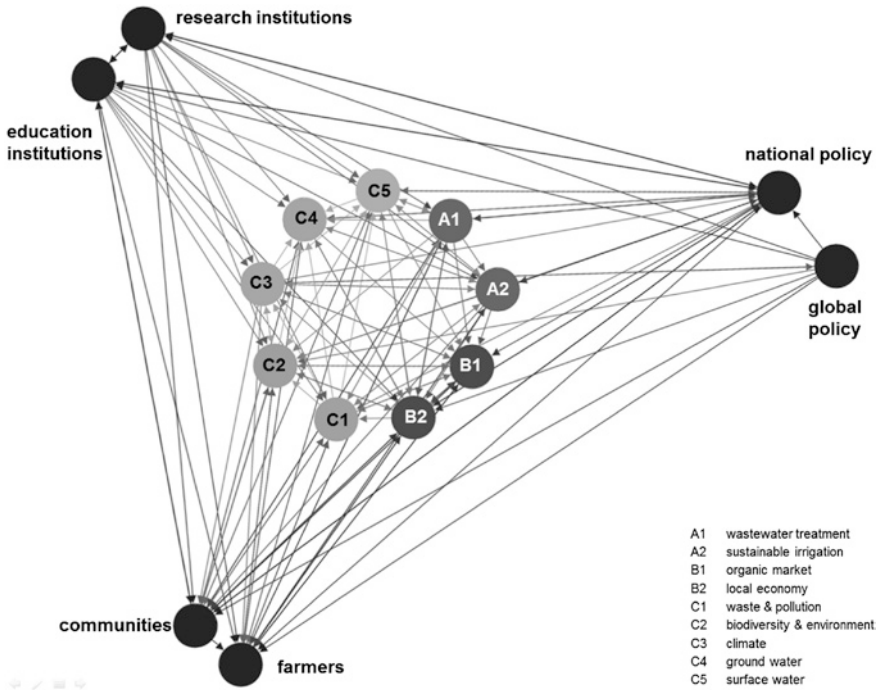 research institutions
education
institutions
national policy
global
policy
C5
C4
A1
C3
A2
C2
B1
C1
B2
communities
farmers
A1 wastewater treatment
A2 sustainable irrigation
B1 organic market
B2 local economy
C1 waste & pollution
C2 biodiversity & environment
C3 climate
C4 ground water
C5 surface water